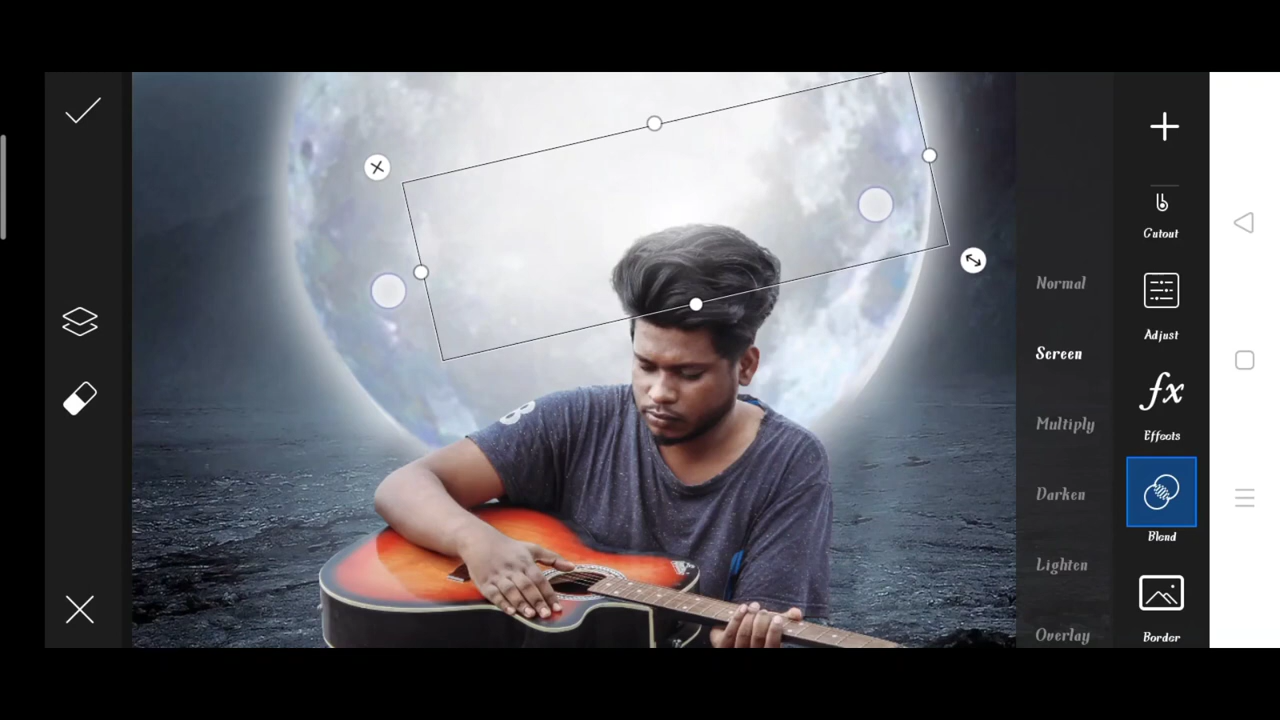 Cutout
Adjust
fx
Effects
Blend
Border
Normal
Screen
Multiply
Darken
Lighten
Overlay